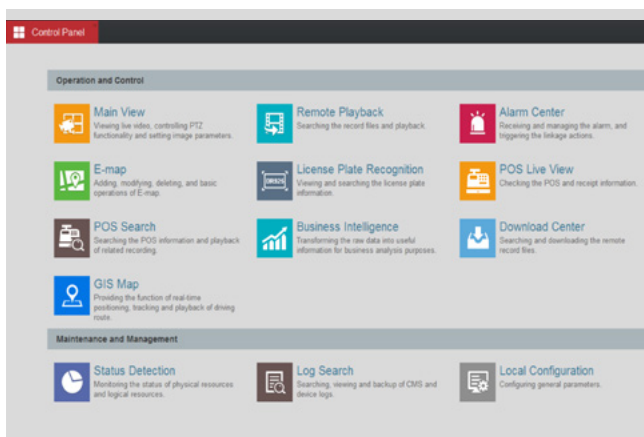 Control Panel
Operation and Control
Main View
Viewing live video, controlling PTZ
functionality and setting image parameters.
Remote Playback
Searching the record files and playback.
Alarm Center
Receiving and managing the alarm, and
triggering the linkage actions.
E-map
Adding, modifying, deleting, and basic
operations of E-map.
License Plate Recognition
Viewing and searching the license plate
information.
POS Live View
Checking the POS and receipt information.
POS Search
Searching the POS information and playback
of related recording.
Business Intelligence
Transforming the raw data into useful
information for business analysis purposes.
Download Center
Searching and downloading the remote
record files.
GIS Map
Providing the function of real-time
positioning, tracking and playback of driving
route.
Maintenance and Management
Status Detection
Monitoring the status of physical resources
and logical resources.
Log Search
Searching, viewing and backup of CMS and
device logs.
Local Configuration
Configuring general parameters.